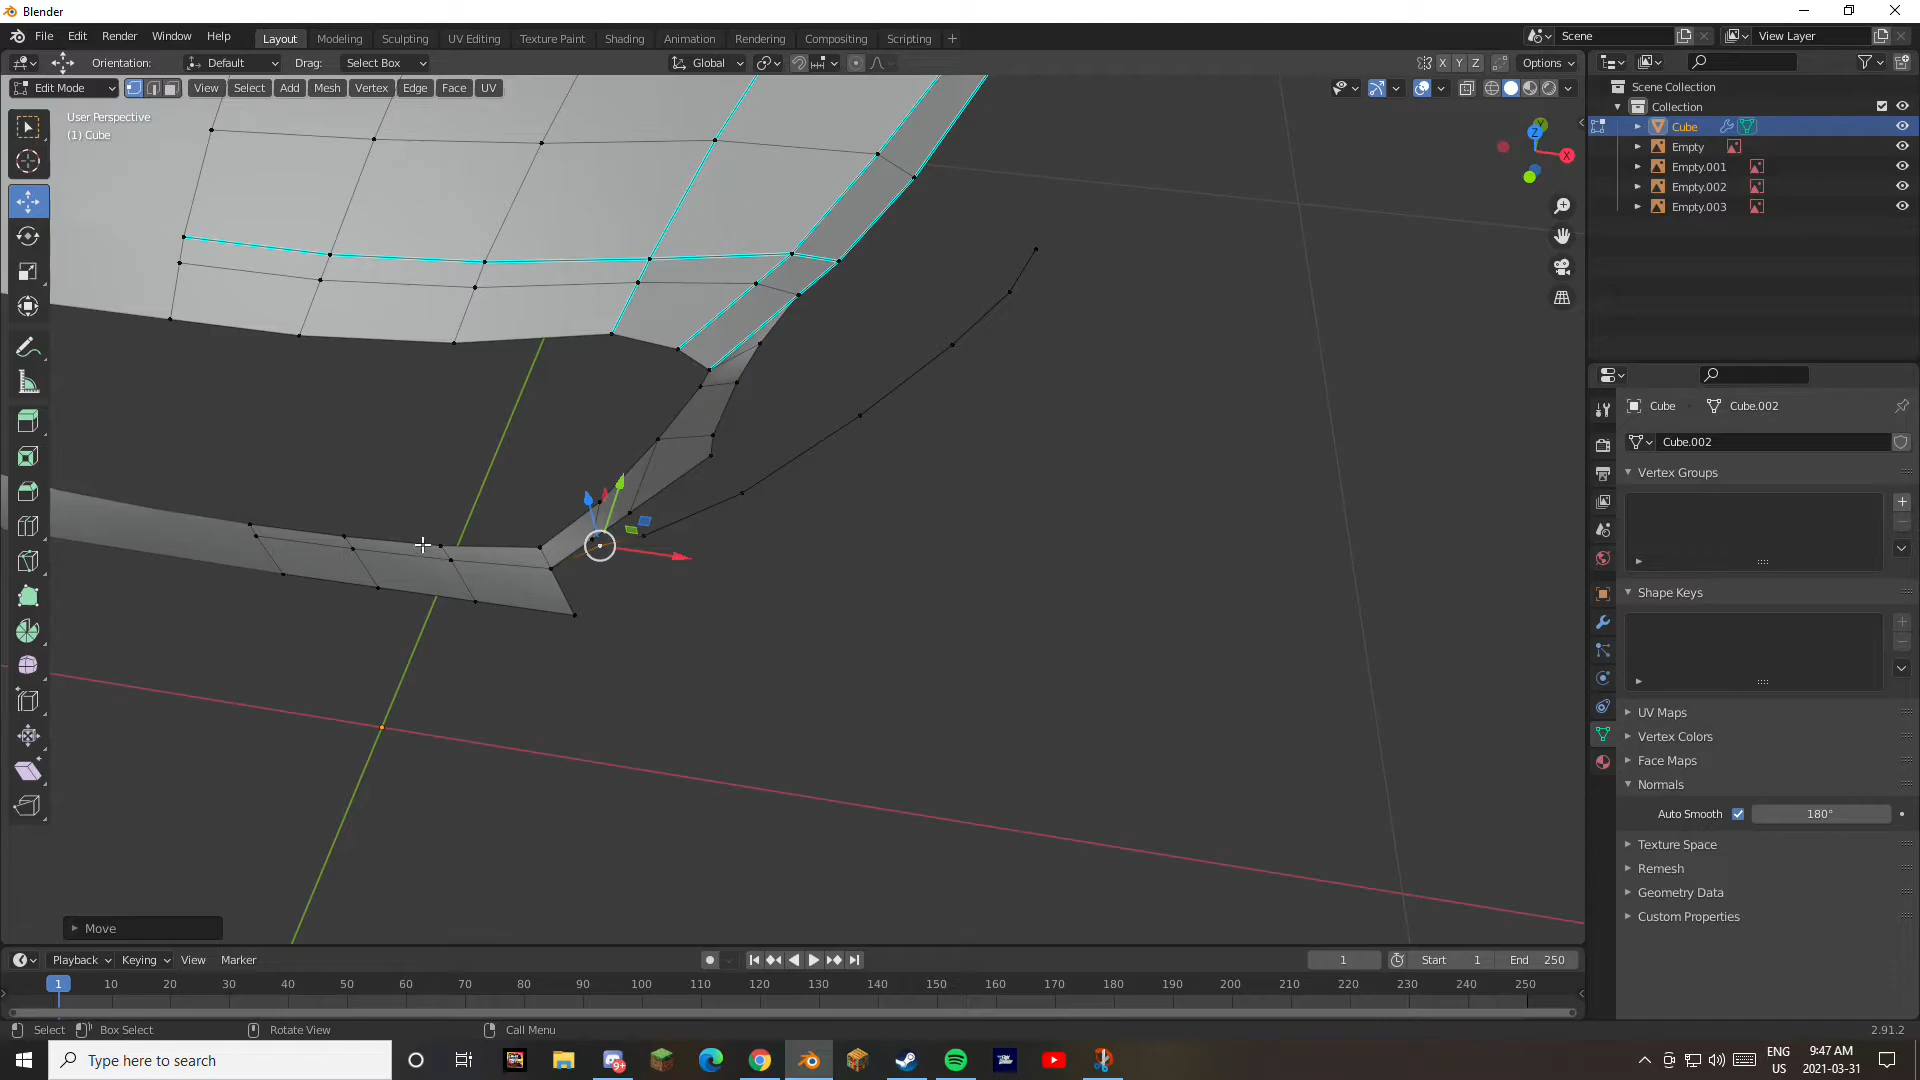 Blender
File Edit Render Window Help
Layout Modeling Sculpting UV Editing Texture Paint Shading Animation Rendering Compositing Scripting +
Scene
View Layer
Orientation: Default Drag: Select Box
Global
X Y Z Options
Edit Mode View Select Add Mesh Vertex Edge Face UV
User Perspective
(1) Cube
Y
Z
X
Scene Collection
Collection
Cube
Empty
Empty.001
Empty.002
Empty.003
Cube Cube.002
Cube.002
Vertex Groups
Shape Keys
UV Maps
Vertex Colors
Face Maps
Normals
Auto Smooth 180°
Texture Space
Remesh
Geometry Data
Custom Properties
Move
Playback Keying View Marker
1 Start 1 End 250
1 10 20 30 40 50 60 70 80 90 100 110 120 130 140 150 160 170 180 190 200 210 220 230 240 250
Select Box Select Rotate View Call Menu 2.91.2
Type here to search
ENG
US
9:47 AM
2021-03-31